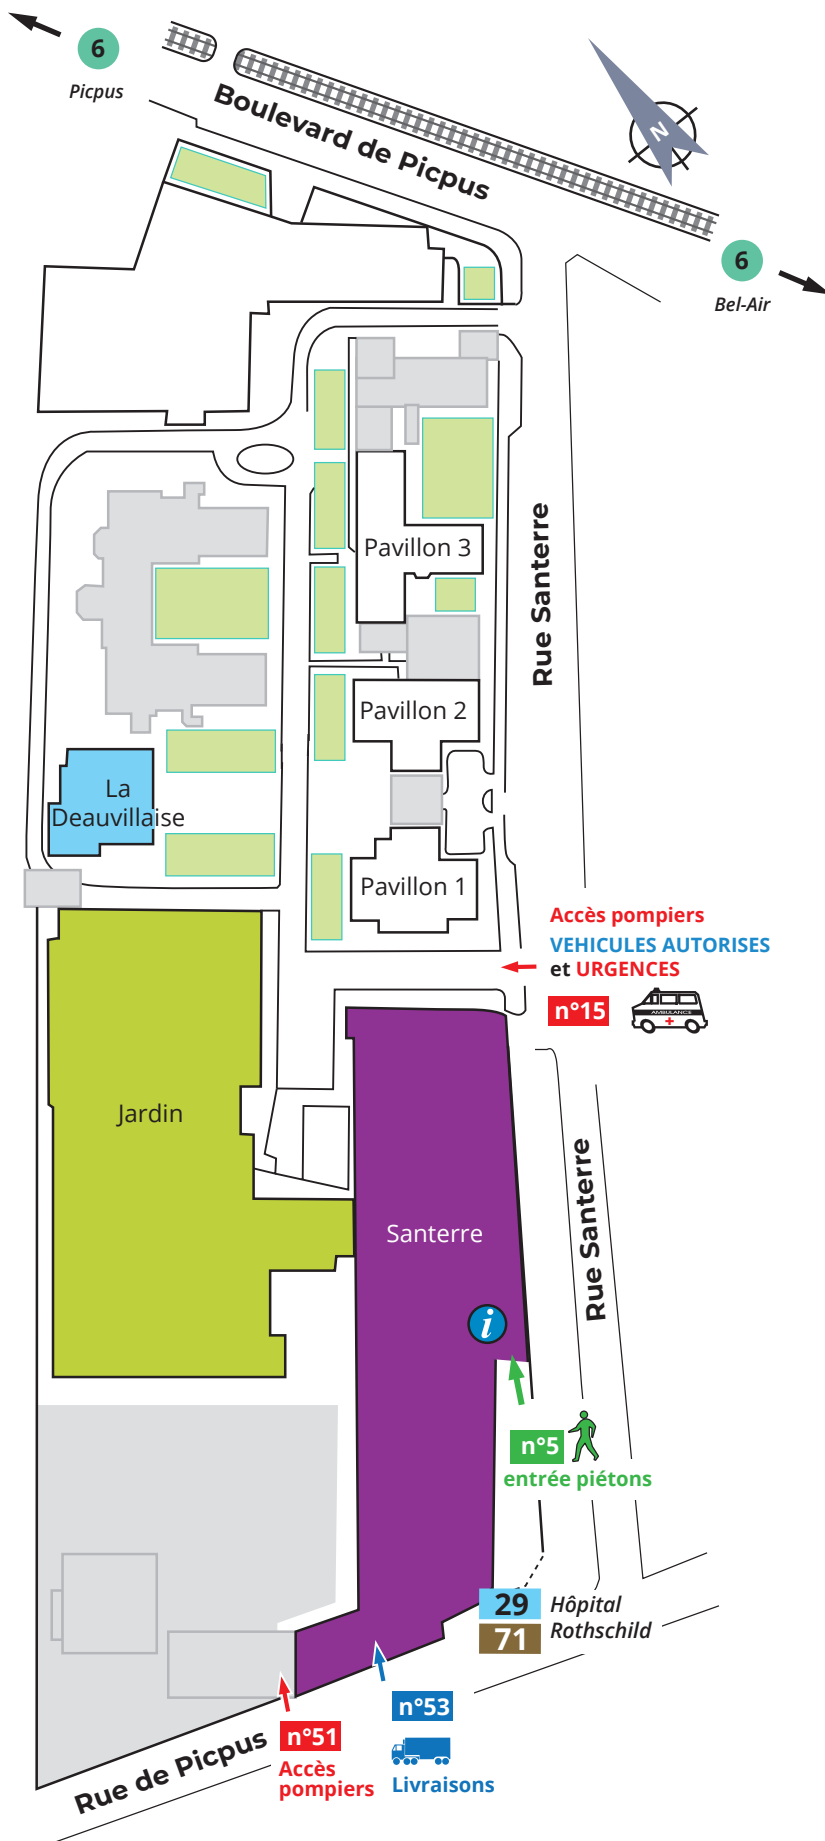 6
Picpus
Boulevard de Picpus
N
6
Bel-Air
Pavillon 3
Rue Santerre
Pavillon 2
La
Deauvillaise
Pavillon 1
Accès pompiers
VEHICULES AUTORISES
et URGENCES
n°15
AMBULANCE
Jardin
Santerre
Rue Santerre
i
n°5
entrée piétons
29
Hôpital
71
Rothschild
n°53
Livraisons
n°51
Accès
pompiers
Rue de Picpus